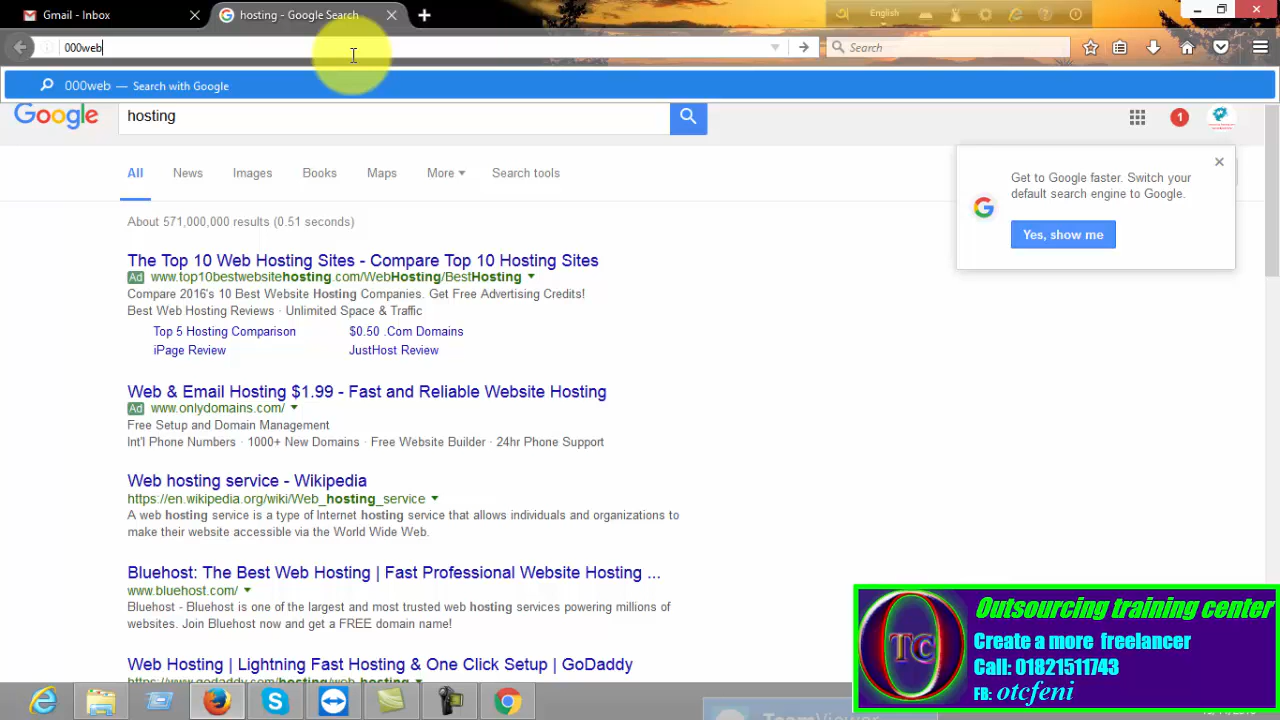 Gmail - Inbox
hosting - Google Search
English
000web
Search
000web — Search with Google
Google
hosting
1
All
News
Images
Books
Maps
More
Search tools
Get to Google faster. Switch your
default search engine to Google.
Yes, show me
About 571,000,000 results (0.51 seconds)
The Top 10 Web Hosting Sites - Compare Top 10 Hosting Sites
Ad www.top10bestwebsitehosting.com/WebHosting/BestHosting
Compare 2016's 10 Best Website Hosting Companies. Get Free Advertising Credits!
Best Web Hosting Reviews · Unlimited Space & Traffic
Top 5 Hosting Comparison
$0.50 .Com Domains
iPage Review
JustHost Review
Web & Email Hosting $1.99 - Fast and Reliable Website Hosting
Ad www.onlydomains.com/
Free Setup and Domain Management
Int'l Phone Numbers · 1000+ New Domains · Free Website Builder · 24hr Phone Support
Web hosting service - Wikipedia
https://en.wikipedia.org/wiki/Web_hosting_service
A web hosting service is a type of Internet hosting service that allows individuals and organizations to
make their website accessible via the World Wide Web.
Bluehost: The Best Web Hosting | Fast Professional Website Hosting ...
www.bluehost.com/
Bluehost - Bluehost is one of the largest and most trusted web hosting services powering millions of
websites. Join Bluehost now and get a FREE domain name!
Web Hosting | Lightning Fast Hosting & One Click Setup | GoDaddy
https://www.godaddy.com/hosting/web-hosting
OTC
Outsourcing training center
Create a more freelancer
Call: 01821511743
FB: otcfeni
TeamViewer